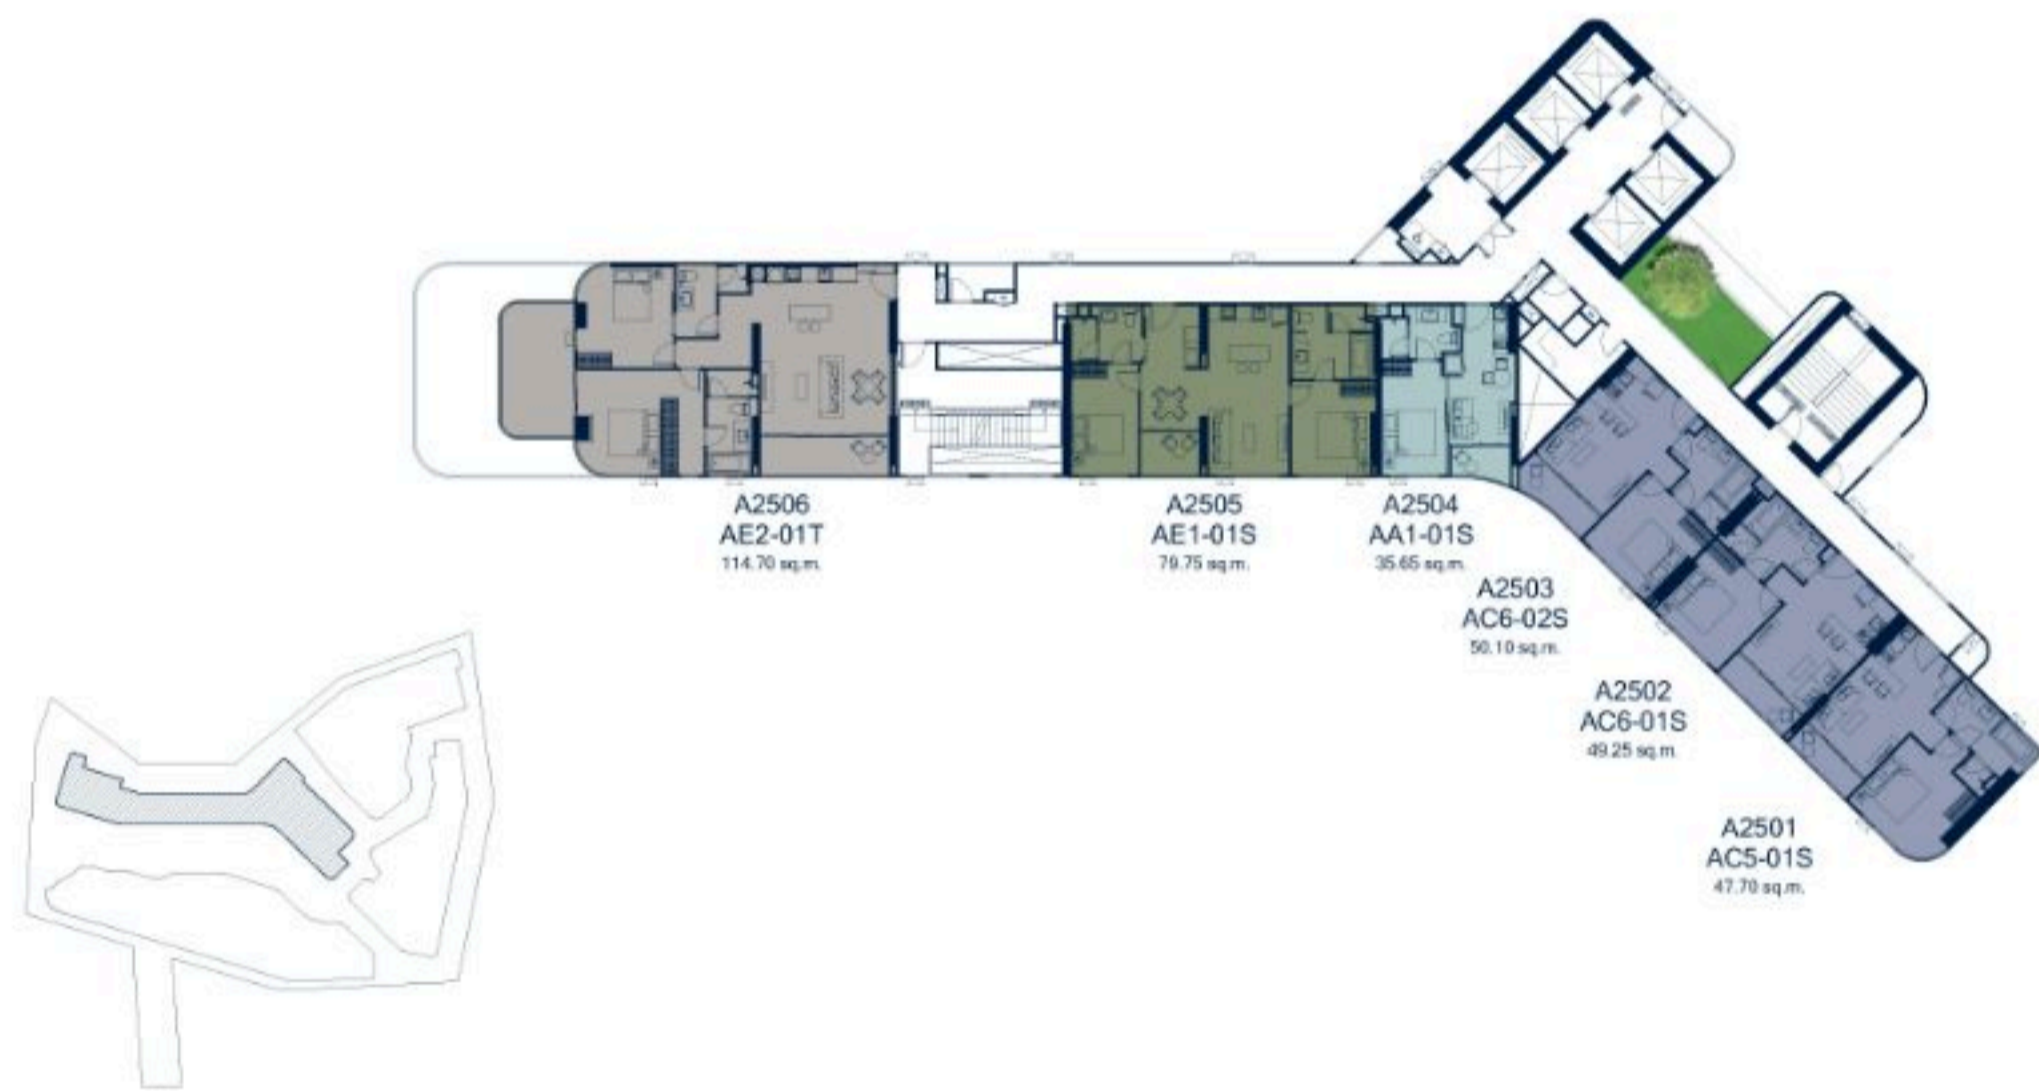 A2506
AE2-01T
114.70 sq.m.
A2505
AE1-01S
79.75 sq.m.
A2504
AA1-01S
35.65 sq.m.
A2503
AC6-02S
50.10 sq.m.
A2502
AC6-01S
49.25 sq.m.
A2501
AC5-01S
47.70 sq.m.